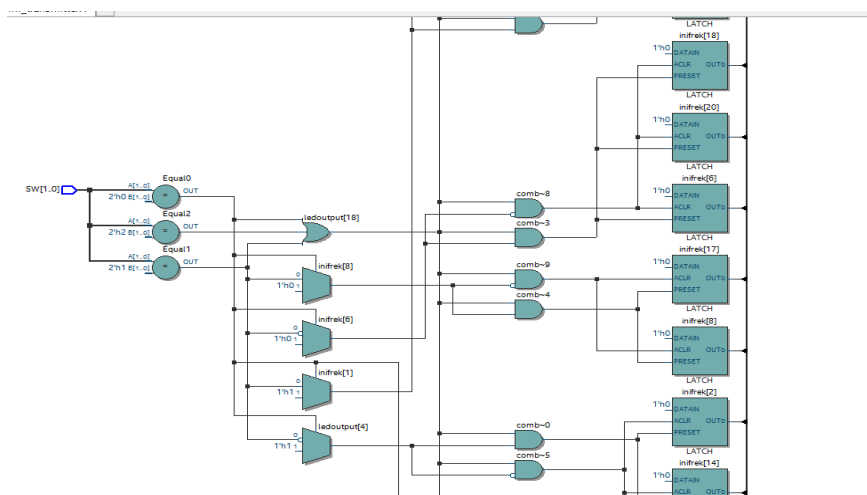 LATCH
inifrek[18]
1'h0
DATAIN
ACLR OUT0
PRESET
LATCH
inifrek[20]
1'h0
DATAIN
ACLR OUT0
PRESET
LATCH
inifrek[6]
1'h0
DATAIN
ACLR OUT0
PRESET
LATCH
inifrek[17]
1'h0
DATAIN
ACLR OUT0
PRESET
LATCH
inifrek[8]
1'h0
DATAIN
ACLR OUT0
PRESET
LATCH
inifrek[2]
1'h0
DATAIN
ACLR OUT0
PRESET
LATCH
inifrek[14]
1'h0
DATAIN
ACLR OUT0
SW[1..0]
Equal0
A[1..0]
2'h0 B[1..0]
=
OUT
Equal2
A[1..0]
2'h2 B[1..0]
=
OUT
Equal1
A[1..0]
2'h1 B[1..0]
=
OUT
ledoutput[18]
inifrek[8]
0
1'h0 1
inifrek[6]
0
1'h0 1
inifrek[1]
0
1'h1 1
ledoutput[4]
0
1'h1 1
comb~8
comb~3
comb~9
comb~4
comb~0
comb~5